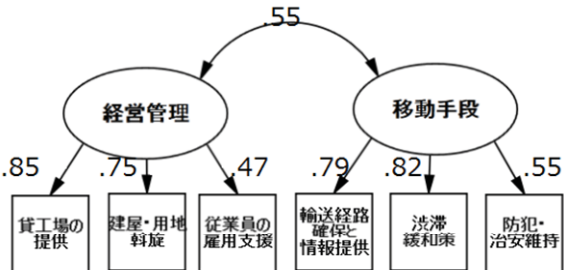 .55
経営管理
移動手段
.85
.75
.47
.79
.82
.55
貸工場の
提供
建屋・用地
斡旋
従業員の
雇用支援
輸送経路
確保と
情報提供
渋滞
緩和策
防犯・
治安維持